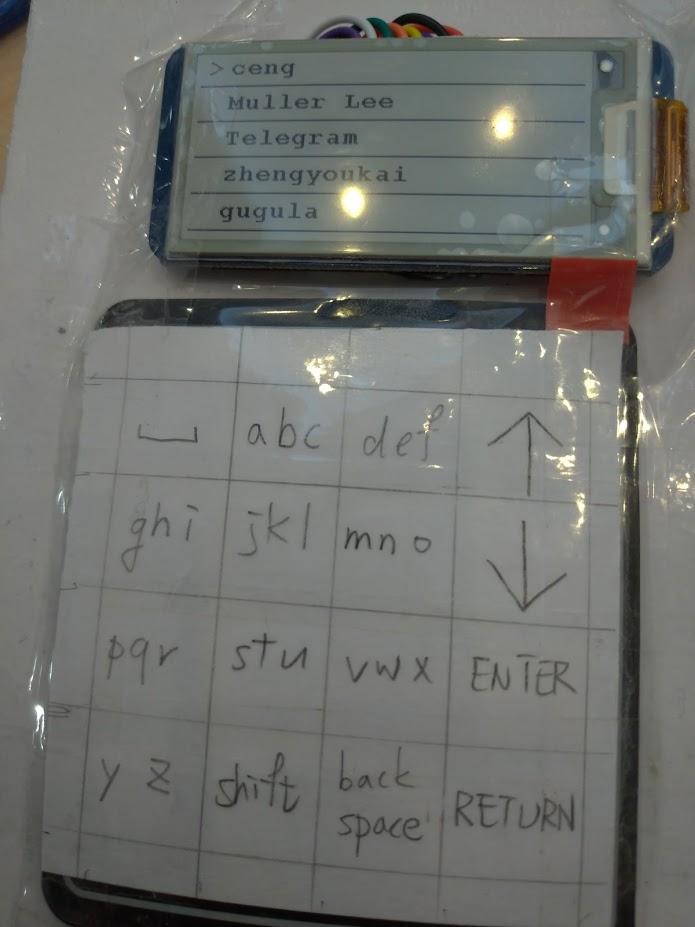 > ceng
Muller Lee
Telegram
zhengyoukai
gugula
abc def
ghi jkl mno
pqr stu vwx ENTER
y z shift back space RETURN